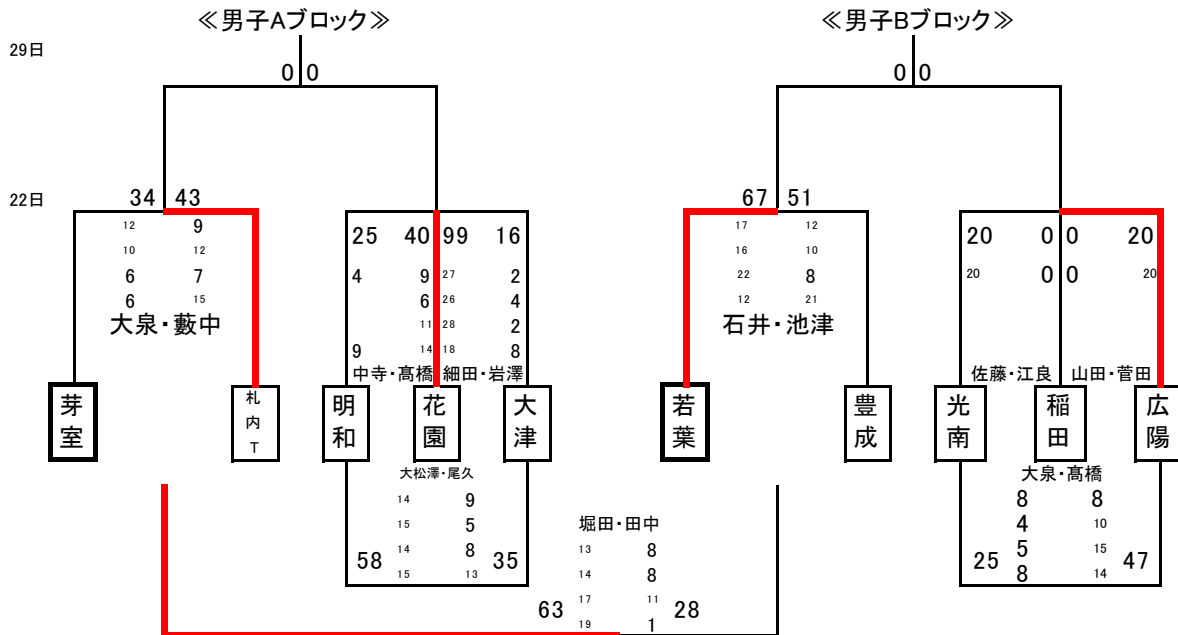 ≪男子Aブロック≫ ≪男子Bブロック≫
29日
0 0 0 0
22日
34 43 67 51
12 9 25 40 99 16 17 12 20 0 0 20
10 12 16 10
6 7 4 9 27 2 22 8 20 0 0 20
6 15 6 26 4 12 21
大泉・藪中 11 28 2 石井・池津
9 14 18 8
中寺・髙橋 細田・岩澤 佐藤・江良 山田・菅田
芽室 札内T 明和 花園 大津 若葉 豊成 光南 稲田 広陽
大松澤・尾久 大泉・髙橋
14 9 8 8
15 5 堀田・田中 4 10
14 8 13 8 5 15
58 35 25 47
15 13 14 8 8 14
63 17 11 28
19 1